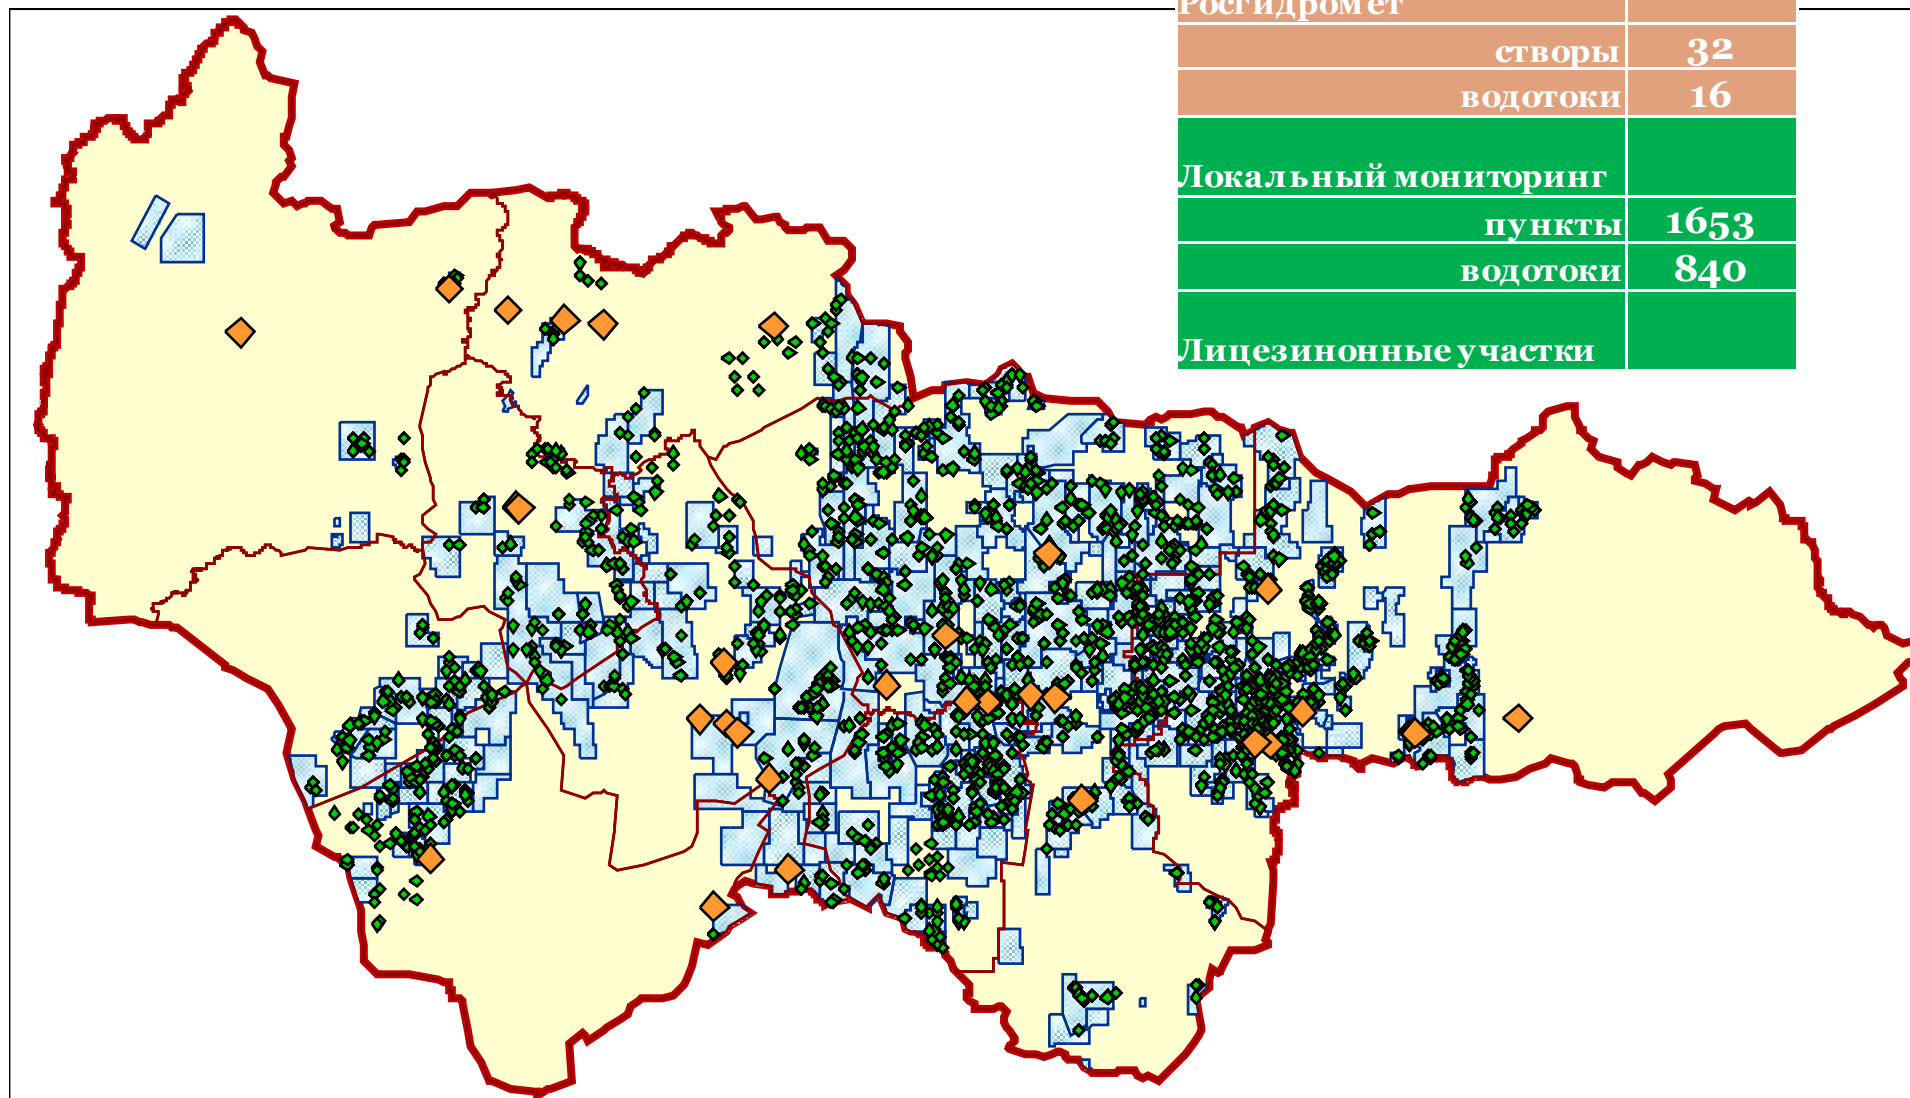 Росгидромет
створы 32
водотоки 16
Локальный мониторинг
пункты 1653
водотоки 840
Лицезинонные участки